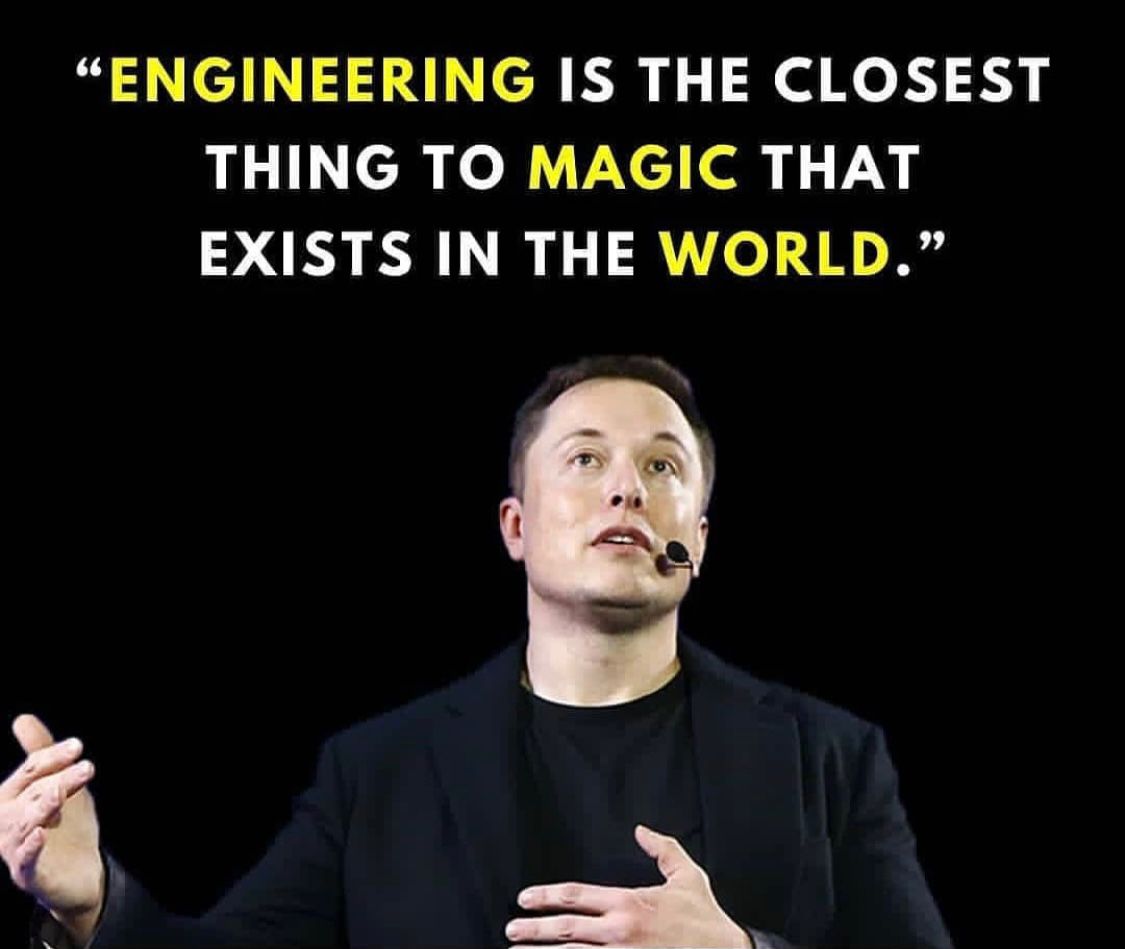 “ENGINEERING IS THE CLOSEST
THING TO MAGIC THAT
EXISTS IN THE WORLD.”